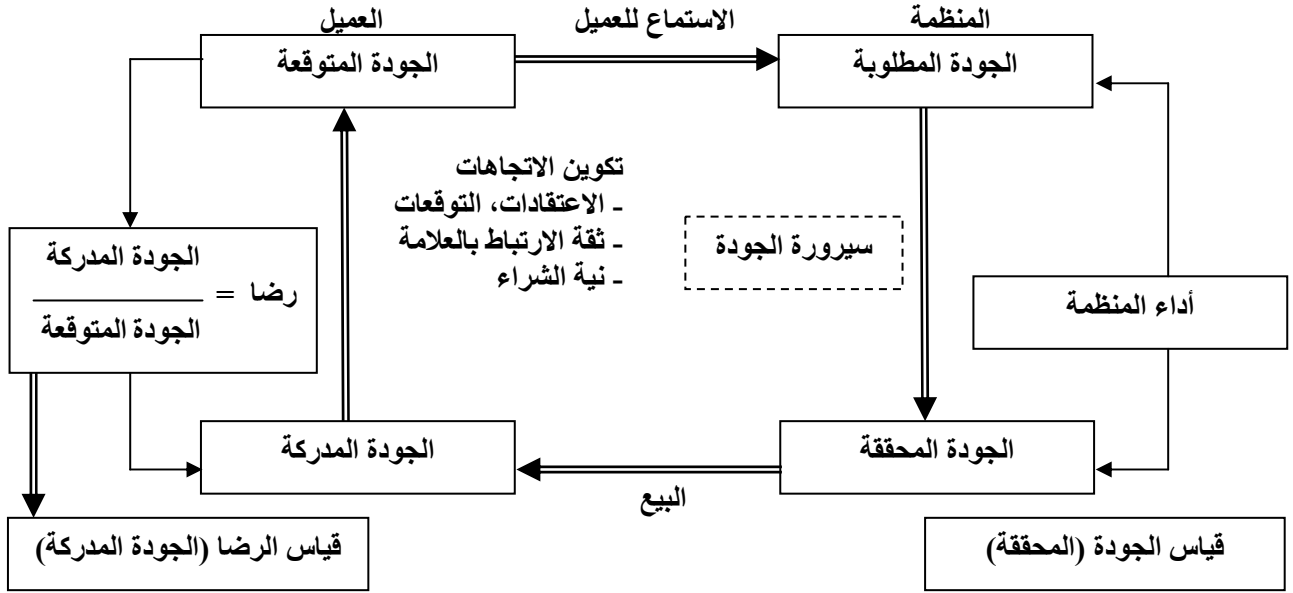 المنظمة
الاستماع للعميل
العميل
الجودة المطلوبة
الجودة المتوقعة
تكوين الاتجاهات
- الاعتقادات، التوقعات
- ثقة الارتباط بالعلامة
- نية الشراء
سيرورة الجودة
الجودة المدركة
رضا =
الجودة المتوقعة
أداء المنظمة
الجودة المحققة
الجودة المدركة
البيع
قياس الجودة (المحققة)
قياس الرضا (الجودة المدركة)